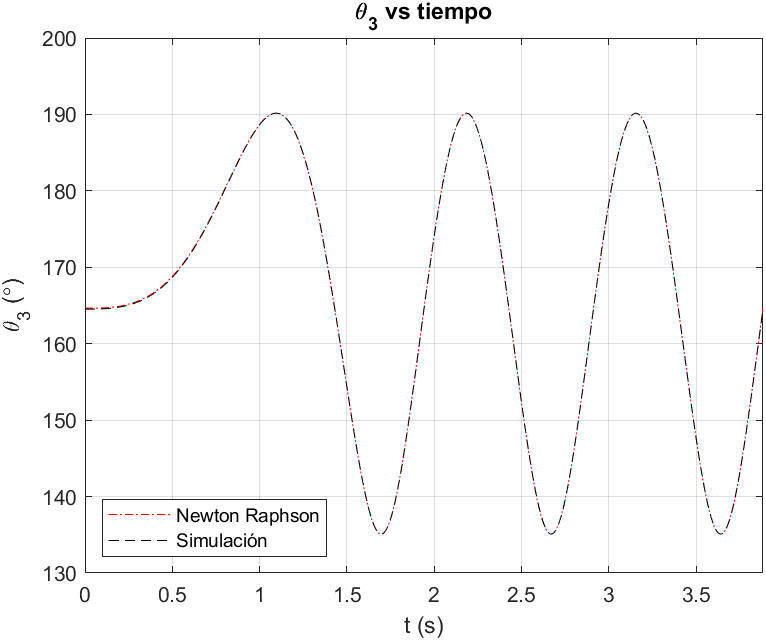 θ₃ vs tiempo
200
190
180
170
160
150
140
130
θ₃ (°)
Newton Raphson
Simulación
0 0.5 1 1.5 2 2.5 3 3.5
t (s)